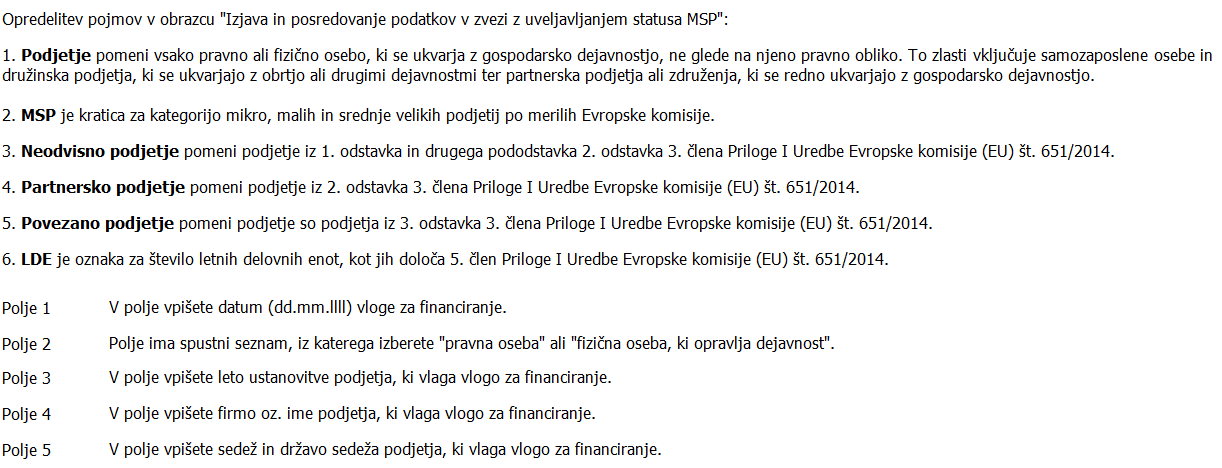 Opredelitev pojmov v obrazcu "Izjava in posredovanje podatkov v zvezi z uveljavljanjem statusa MSP":
1. Podjetje pomeni vsako pravno ali fizično osebo, ki se ukvarja z gospodarsko dejavnostjo, ne glede na njeno pravno obliko. To zlasti vključuje samozaposlene osebe in
družinska podjetja, ki se ukvarjajo z obrtjo ali drugimi dejavnostmi ter partnerska podjetja ali združenja, ki se redno ukvarjajo z gospodarsko dejavnostjo.
2. MSP je kratica za kategorijo mikro, malih in srednje velikih podjetij po merilih Evropske komisije.
3. Neodvisno podjetje pomeni podjetje iz 1. odstavka in drugega pododstavka 2. odstavka 3. člena Priloge I Uredbe Evropske komisije (EU) št. 651/2014.
4. Partnersko podjetje pomeni podjetje iz 2. odstavka 3. člena Priloge I Uredbe Evropske komisije (EU) št. 651/2014.
5. Povezano podjetje pomeni podjetje so podjetja iz 3. odstavka 3. člena Priloge I Uredbe Evropske komisije (EU) št. 651/2014.
6. LDE je oznaka za število letnih delovnih enot, kot jih določa 5. člen Priloge I Uredbe Evropske komisije (EU) št. 651/2014.
Polje 1 V polje vpišete datum (dd.mm.llll) vloge za financiranje.
Polje 2 Polje ima spustni seznam, iz katerega izberete "pravna oseba" ali "fizična oseba, ki opravlja dejavnost".
Polje 3 V polje vpišete leto ustanovitve podjetja, ki vlaga vlogo za financiranje.
Polje 4 V polje vpišete firmo oz. ime podjetja, ki vlaga vlogo za financiranje.
Polje 5 V polje vpišete sedež in državo sedeža podjetja, ki vlaga vlogo za financiranje.